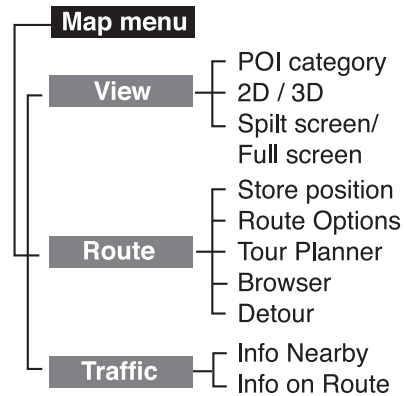 Map menu
View
POI category
2D / 3D
Spilt screen/
Full screen
Route
Store position
Route Options
Tour Planner
Browser
Detour
Traffic
Info Nearby
Info on Route